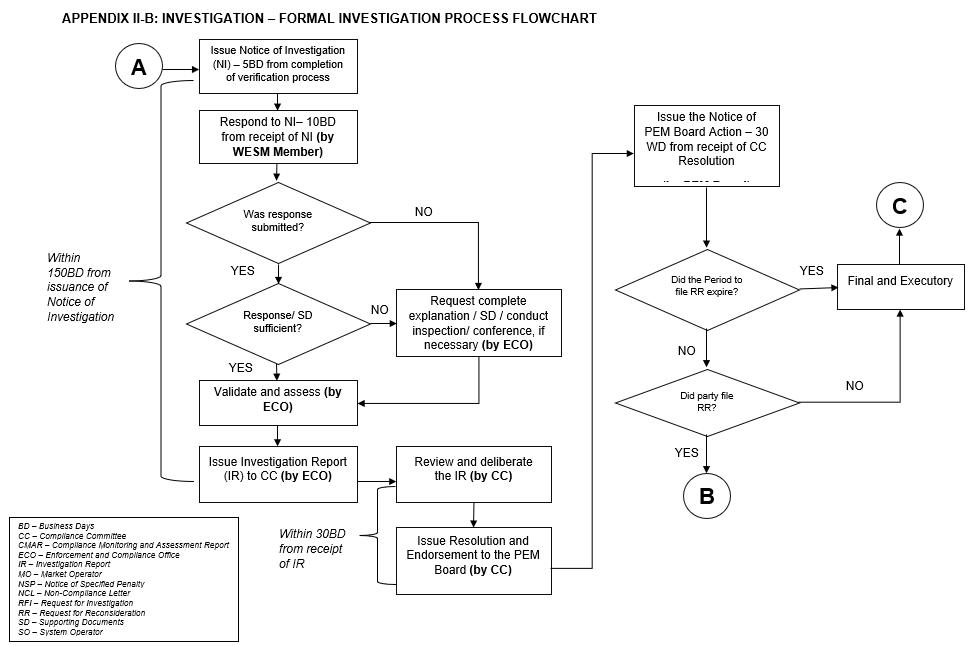 APPENDIX II-B: INVESTIGATION – FORMAL INVESTIGATION PROCESS FLOWCHART
A
Issue Notice of Investigation
(NI) – 5BD from completion
of verification process
Respond to NI– 10BD
from receipt of NI (by
WESM Member)
Was response
submitted?
NO
YES
Response/ SD
sufficient?
NO
YES
Request complete
explanation / SD / conduct
inspection/ conference, if
necessary (by ECO)
Validate and assess (by
ECO)
Issue Investigation Report
(IR) to CC (by ECO)
Within
150BD from
issuance of
Notice of
Investigation
Review and deliberate
the IR (by CC)
Within 30BD
from receipt
of IR
Issue Resolution and
Endorsement to the PEM
Board (by CC)
Issue the Notice of
PEM Board Action – 30
WD from receipt of CC
Resolution
Did the Period to
file RR expire?
YES
Final and Executory
C
NO
Did party file
RR?
NO
YES
B
BD – Business Days
CC – Compliance Committee
CMAR – Compliance Monitoring and Assessment Report
ECO – Enforcement and Compliance Office
IR – Investigation Report
MO – Market Operator
NSP – Notice of Specified Penalty
NCL – Non-Compliance Letter
RFI – Request for Investigation
RR – Request for Reconsideration
SD – Supporting Documents
SO – System Operator